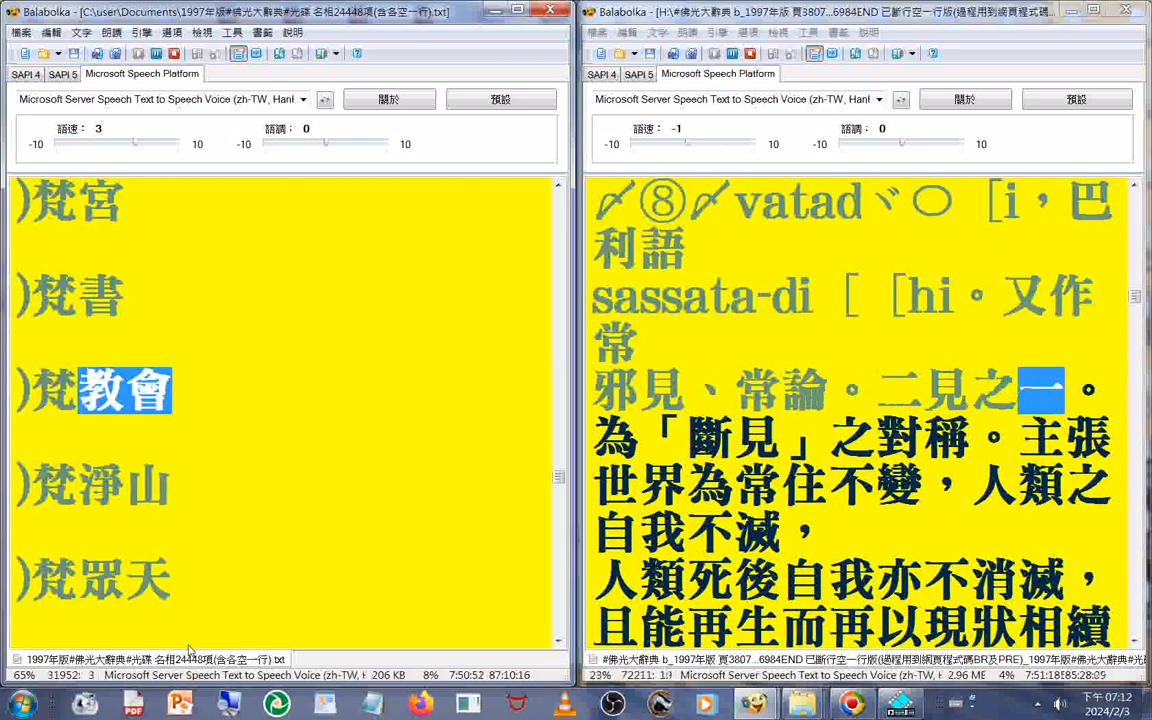 Balabolka - [C:\user\Documents\1997年版#佛光大辭典#光碟 名相24448項(含各空一行).txt]
檔案 編輯 文字 朗讀 引擎 選項 檢視 工具 書籤 說明
SAPI 4 SAPI 5 Microsoft Speech Platform
Microsoft Server Speech Text to Speech Voice (zh-TW, Hanl
關於
預設
語速： 3
語調： 0
-10 10 -10 10
)梵宮
)梵書
)梵教會
)梵淨山
)梵眾天
1997年版#佛光大辭典#光碟 名相24448項(含各空一行).txt
65% 31952: 3 Microsoft Server Speech Text to Speech Voice (zh-TW, H 206 KB 8% 7:50:52 87:10:16
Balabolka - [H:\#佛光大辭典 b_1997年版 頁3807...6984END 已斷行空一行版(過程用到網頁程式碼
檔案 編輯 文字 朗讀 引擎 選項 檢視 工具 書籤 說明
SAPI 4 SAPI 5 Microsoft Speech Platform
Microsoft Server Speech Text to Speech Voice (zh-TW, Hanl
關於
預設
語速： -1
語調： 0
-10 10 -10 10
〆⑧〆vatadヾ〇 [i，巴
利語
sassata-di [ [hi。又作
常
邪見、常論。二見之一。
為「斷見」之對稱。主張
世界為常住不變，人類之
自我不滅，
人類死後自我亦不消滅，
且能再生而再以現狀相續
#佛光大辭典 b_1997年版 頁3807...6984END 已斷行空一行版(過程用到網頁程式碼BR及PRE)_1997年版#佛光
23% 72211: 1: Microsoft Server Speech Text to Speech Voice (zh-TW, H 2.96 MB 4% 7:51:18 85:28:09
下午 07:12
2024/2/3